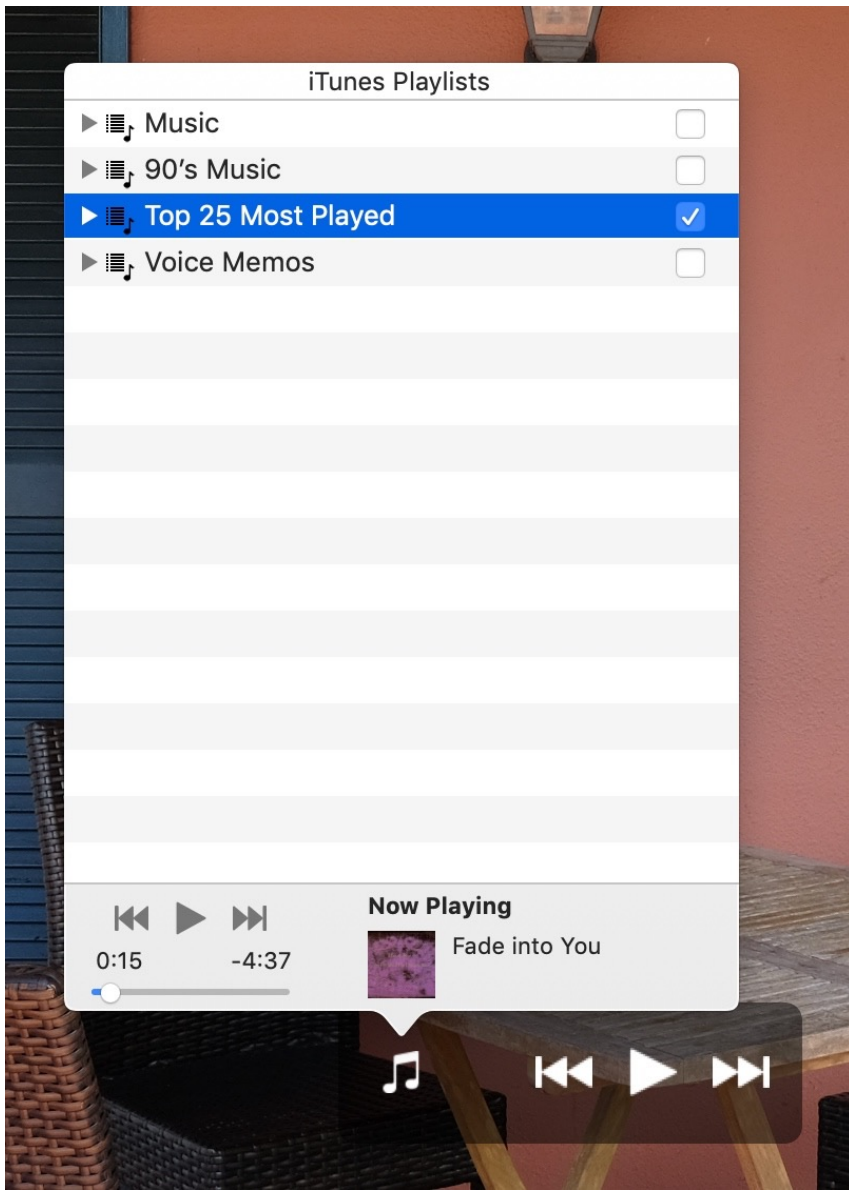 iTunes Playlists
Music
90’s Music
Top 25 Most Played
Voice Memos
Now Playing
Fade into You
0:15 -4:37